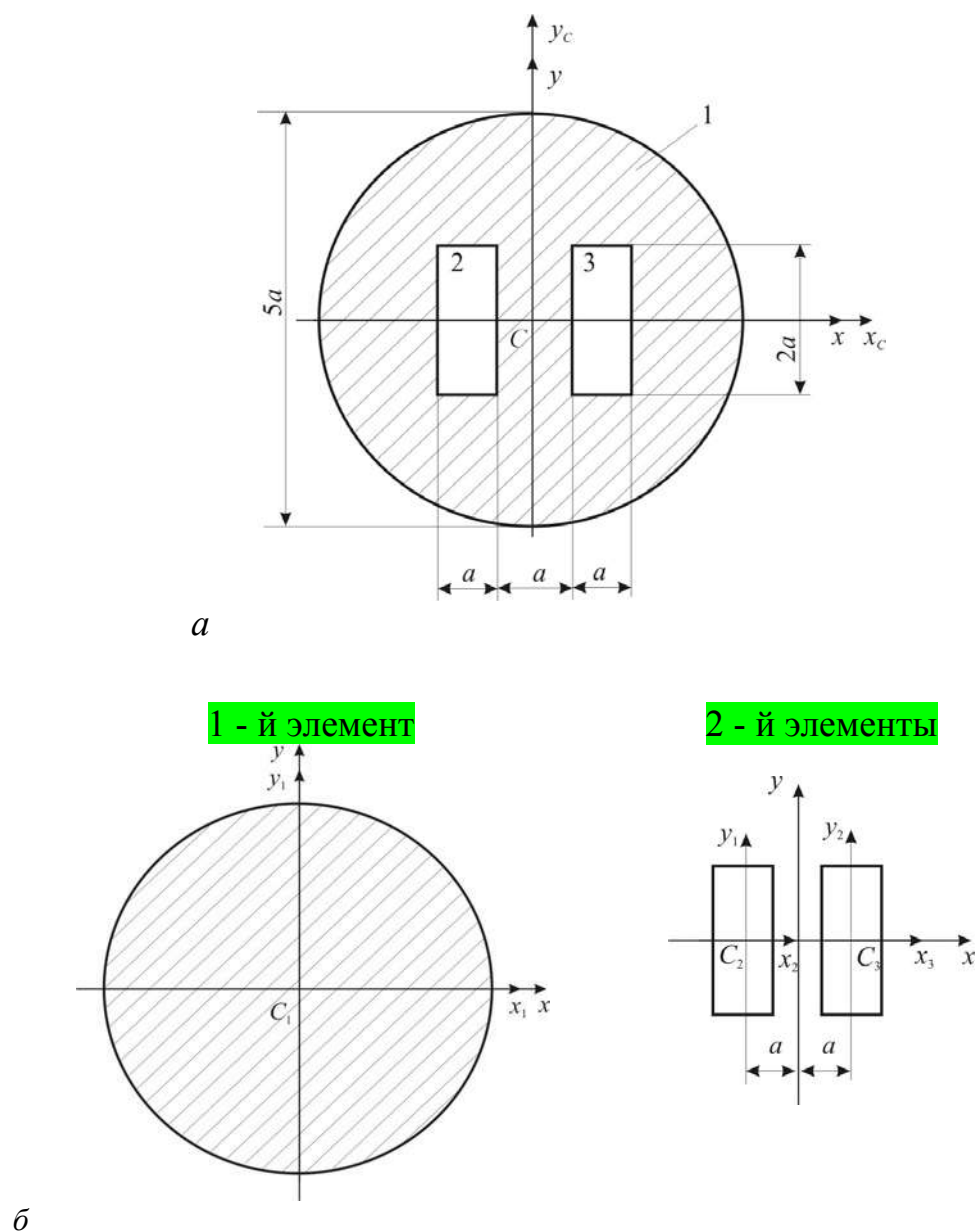 y_C
y
1
2
3
5a
C
x
x_C
2a
a
a
a
а
1 - й элемент
2 - й элементы
y
y_1
C_1
x_1
x
y
y_1
y_2
C_2
x_2
C_3
x_3
x
a
a
б